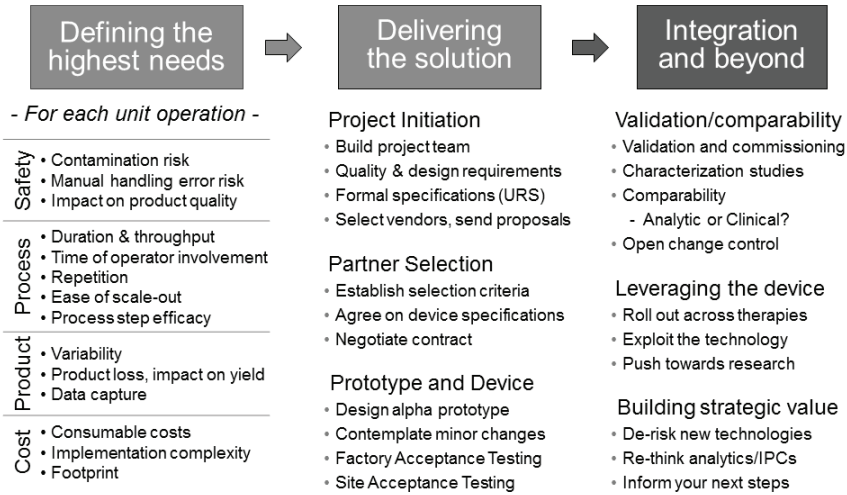 Defining the
highest needs
- For each unit operation -
Safety
• Contamination risk
• Manual handling error risk
• Impact on product quality
Process
• Duration & throughput
• Time of operator involvement
• Repetition
• Ease of scale-out
• Process step efficacy
Product
• Variability
• Product loss, impact on yield
• Data capture
Cost
• Consumable costs
• Implementation complexity
• Footprint
Delivering
the solution
Project Initiation
• Build project team
• Quality & design requirements
• Formal specifications (URS)
• Select vendors, send proposals
Partner Selection
• Establish selection criteria
• Agree on device specifications
• Negotiate contract
Prototype and Device
• Design alpha prototype
• Contemplate minor changes
• Factory Acceptance Testing
• Site Acceptance Testing
Integration
and beyond
Validation/comparability
• Validation and commissioning
• Characterization studies
• Comparability
- Analytic or Clinical?
• Open change control
Leveraging the device
• Roll out across therapies
• Exploit the technology
• Push towards research
Building strategic value
• De-risk new technologies
• Re-think analytics/IPCs
• Inform your next steps